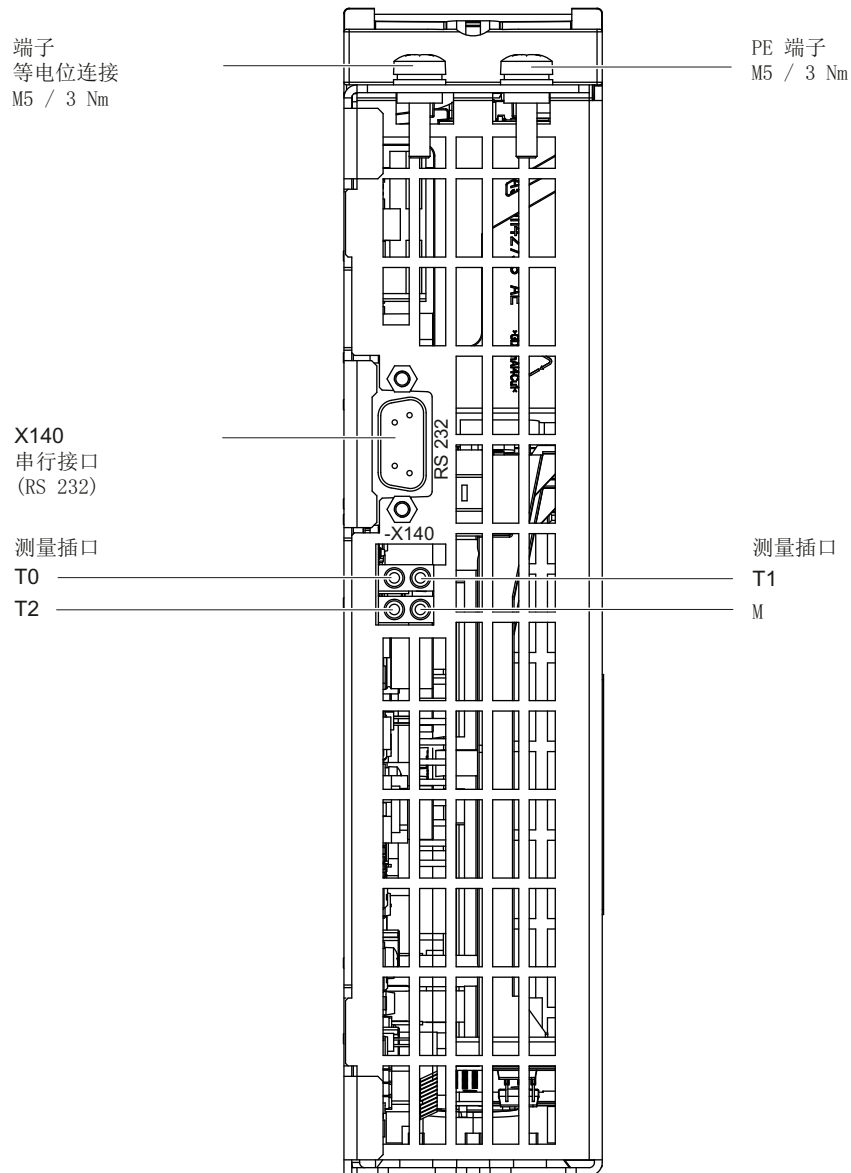 端子
等电位连接
M5 / 3 Nm
PE 端子
M5 / 3 Nm
X140
串行接口
(RS 232)
RS 232
-X140
测量插口
T0
T2
测量插口
T1
M